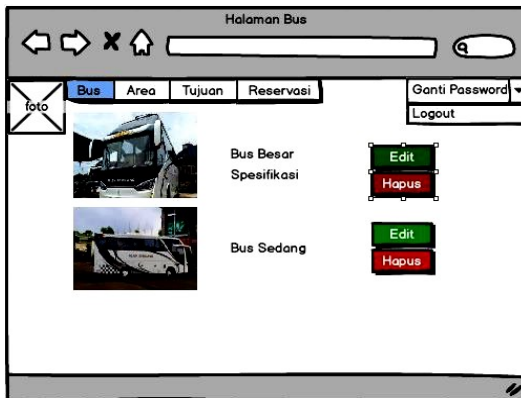 Halaman Bus
foto
Bus Area Tujuan Reservasi
Ganti Password
Logout
Bus Besar
Spesifikasi
Edit
Hapus
Bus Sedang
Edit
Hapus